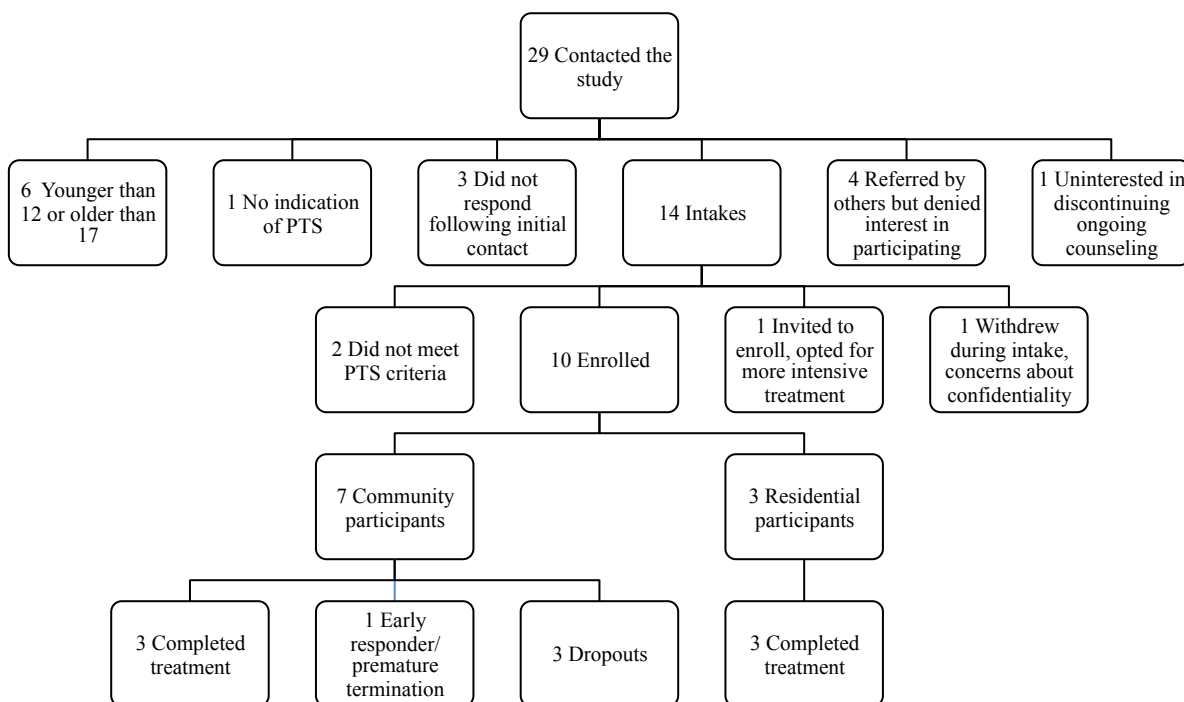 29 Contacted the
study
6 Younger than
12 or older than
17
1 No indication
of PTS
3 Did not
respond
following initial
contact
14 Intakes
4 Referred by
others but denied
interest in
participating
1 Uninterested in
discontinuing
ongoing
counseling
2 Did not meet
PTS criteria
10 Enrolled
1 Invited to
enroll, opted for
more intensive
treatment
1 Withdrew
during intake,
concerns about
confidentiality
7 Community
participants
3 Residential
participants
3 Completed
treatment
1 Early
responder/
premature
termination
3 Dropouts
3 Completed
treatment